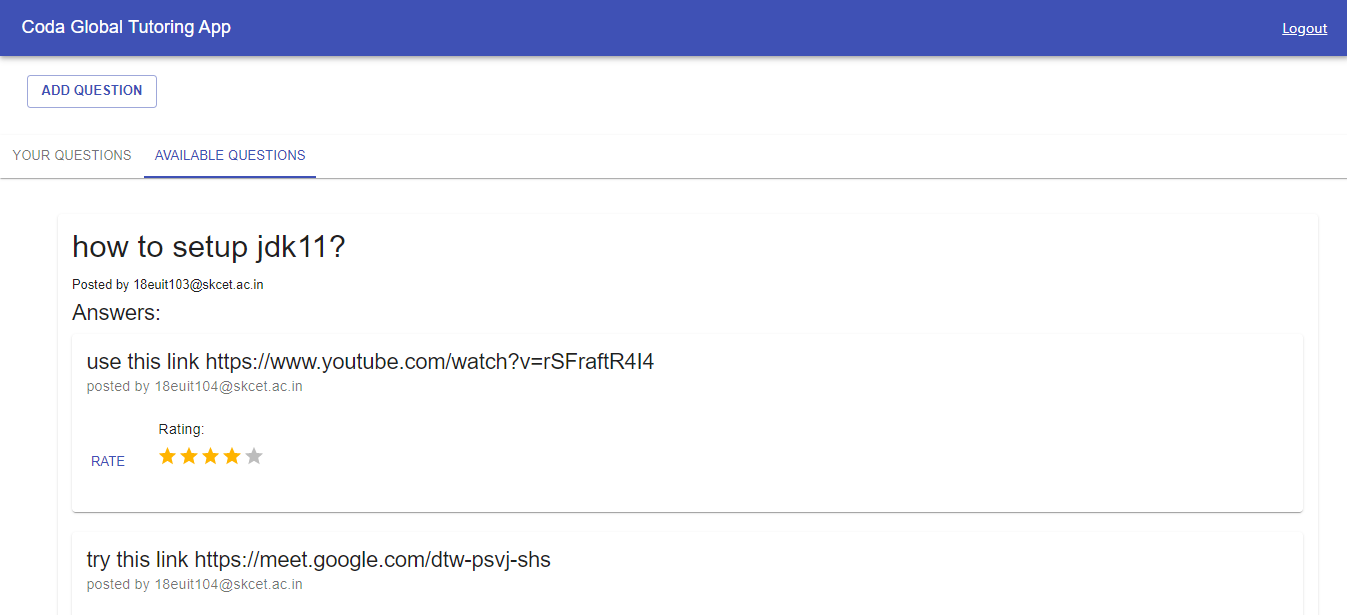 Coda Global Tutoring App
Logout
ADD QUESTION
YOUR QUESTIONS AVAILABLE QUESTIONS
how to setup jdk11?
Posted by 18euit103@skcet.ac.in
Answers:
use this link https://www.youtube.com/watch?v=rSFraftR4I4
posted by 18euit104@skcet.ac.in
Rating:
RATE
try this link https://meet.google.com/dtw-psvj-shs
posted by 18euit104@skcet.ac.in